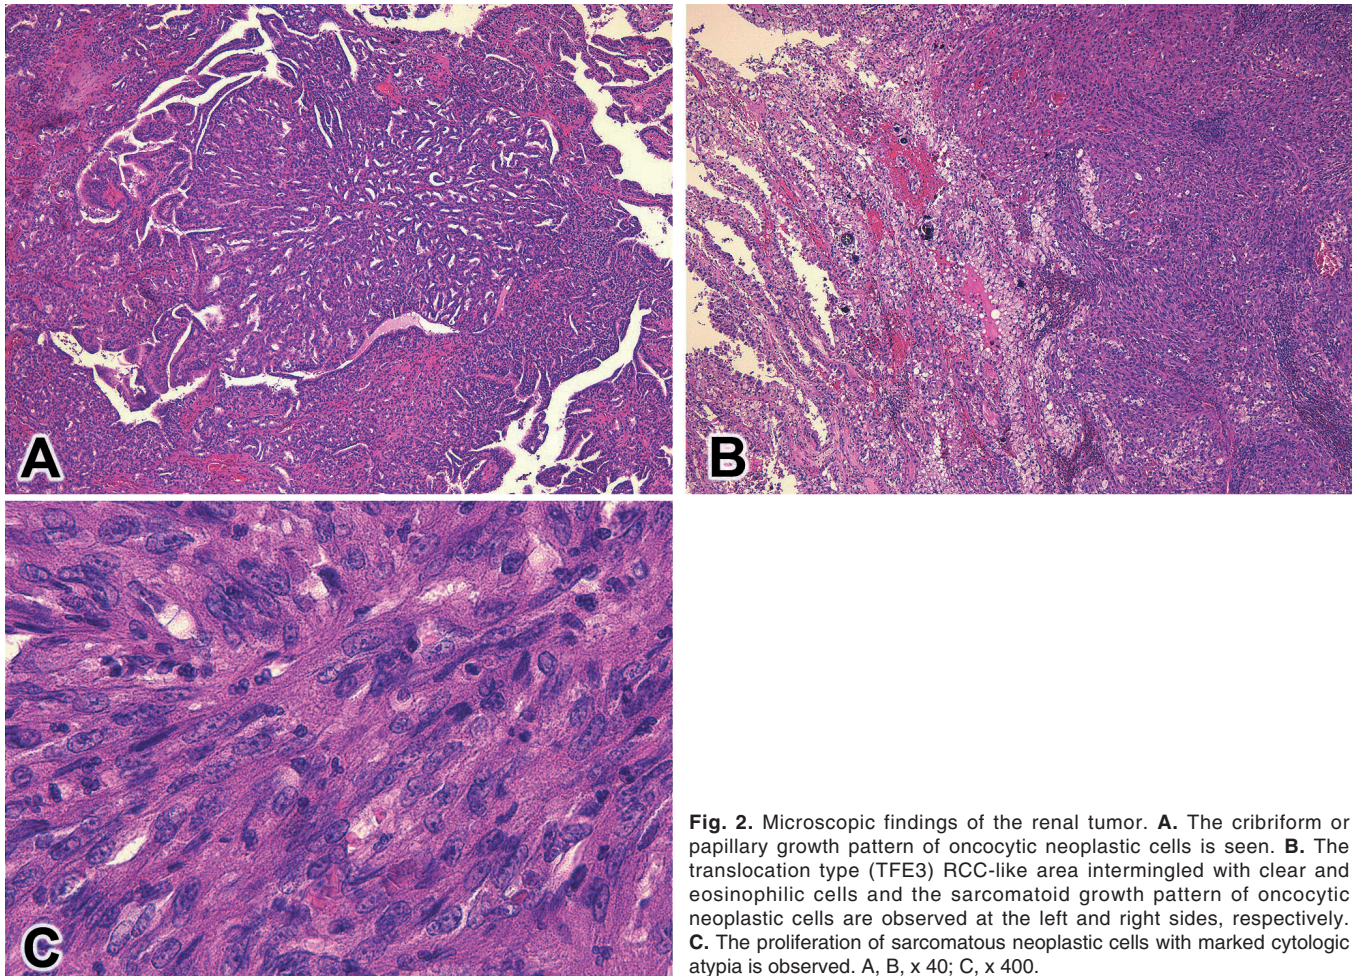 A
B
C
Fig. 2. Microscopic findings of the renal tumor. A. The cribriform or
papillary growth pattern of oncocytic neoplastic cells is seen. B. The
translocation type (TFE3) RCC-like area intermingled with clear and
eosinophilic cells and the sarcomatoid growth pattern of oncocytic
neoplastic cells are observed at the left and right sides, respectively.
C. The proliferation of sarcomatous neoplastic cells with marked cytologic
atypia is observed. A, B, x 40; C, x 400.